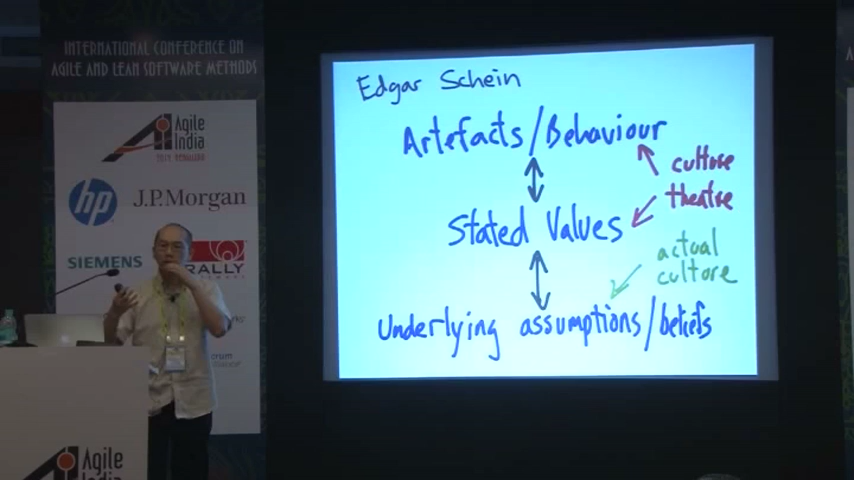 INTERNATIONAL CONFERENCE ON
AGILE AND LEAN SOFTWARE METHODS
Agile
India
hp
J.P.Morgan
SIEMENS
RALLY
Edgar Schein
Artefacts/Behaviour
culture
theatre
Stated Values
actual
culture
Underlying assumptions/beliefs
Agile
India